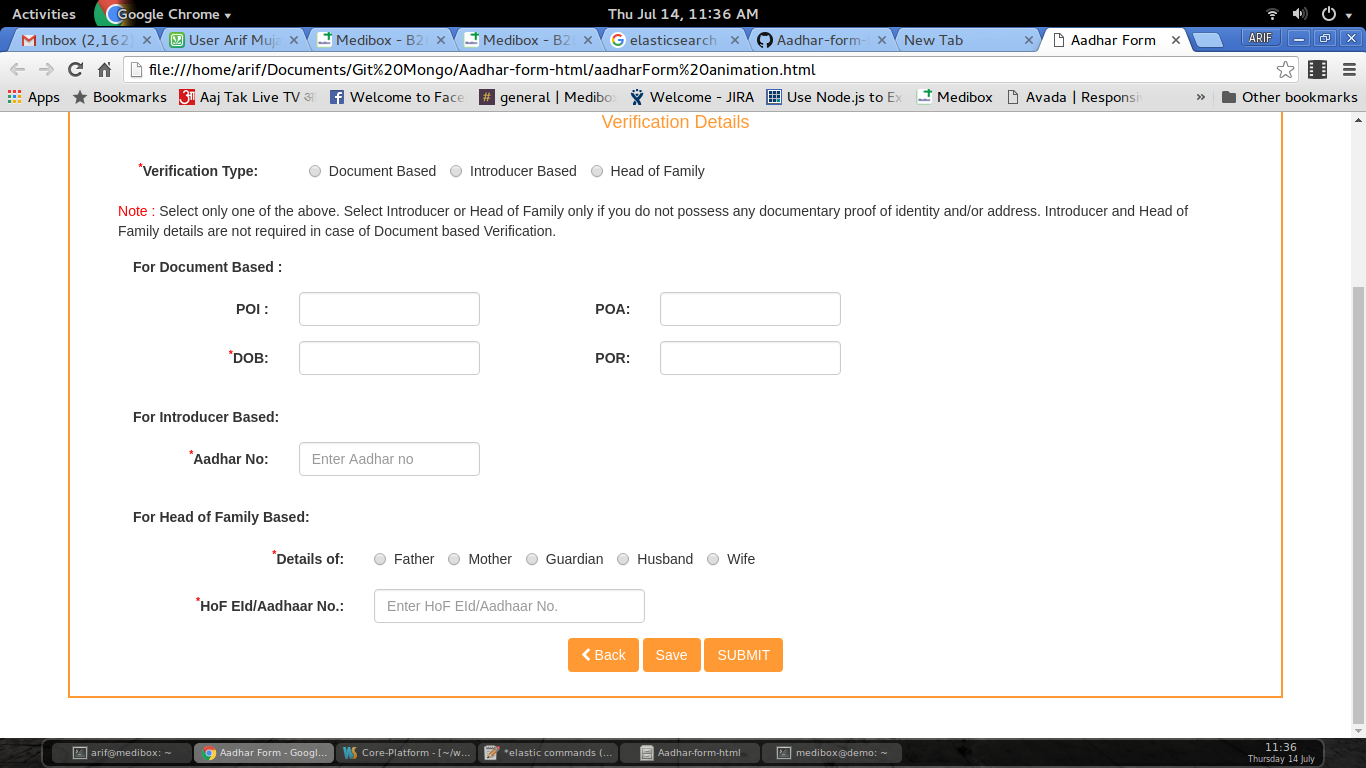 Activities Google Chrome Thu Jul 14, 11:36 AM
Inbox (2,162) User Arif Muja Medibox - B2 Medibox - B2 elasticsearch Aadhar-form- New Tab Aadhar Form ARIF
file:///home/arif/Documents/Git%20Mongo/Aadhar-form-html/aadharForm%20animation.html
Apps Bookmarks Aaj Tak Live TV Welcome to Face general | Medibo Welcome - JIRA Use Node.js to Ex Medibox Avada | Responsi » Other bookmarks
Verification Details
*Verification Type: Document Based Introducer Based Head of Family
Note : Select only one of the above. Select Introducer or Head of Family only if you do not possess any documentary proof of identity and/or address. Introducer and Head of
Family details are not required in case of Document based Verification.
For Document Based :
POI : POA:
*DOB: POR:
For Introducer Based:
*Aadhar No: Enter Aadhar no
For Head of Family Based:
*Details of: Father Mother Guardian Husband Wife
*HoF EId/Aadhaar No.: Enter HoF EId/Aadhaar No.
Back Save SUBMIT
arif@medibox: ~ Aadhar Form - Googl... Core-Platform - [~/w... *elastic commands (... Aadhar-form-html medibox@demo: ~ 11:36
Thursday 14 July